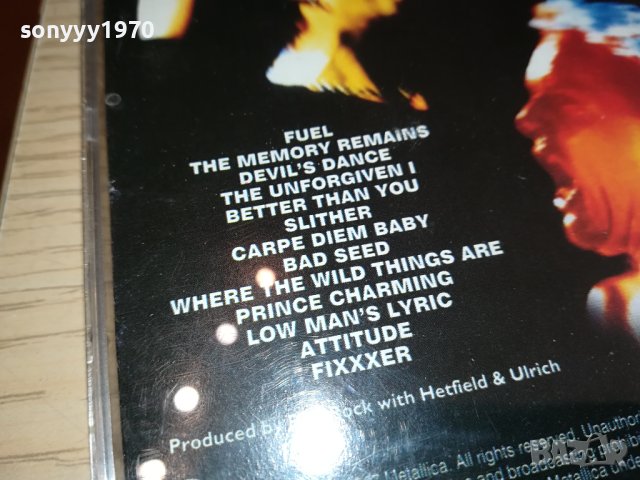 sonyyy1970
FUEL
THE MEMORY REMAINS
DEVIL'S DANCE
THE UNFORGIVEN I
BETTER THAN YOU
SLITHER
CARPE DIEM BABY
BAD SEED
WHERE THE WILD THINGS ARE
PRINCE CHARMING
LOW MAN'S LYRIC
ATTITUDE
FIXXXER
Produced by with Hetfield & Ulrich
Metallica. All rights reserved. Unauthor
and broadcasting
Metallica